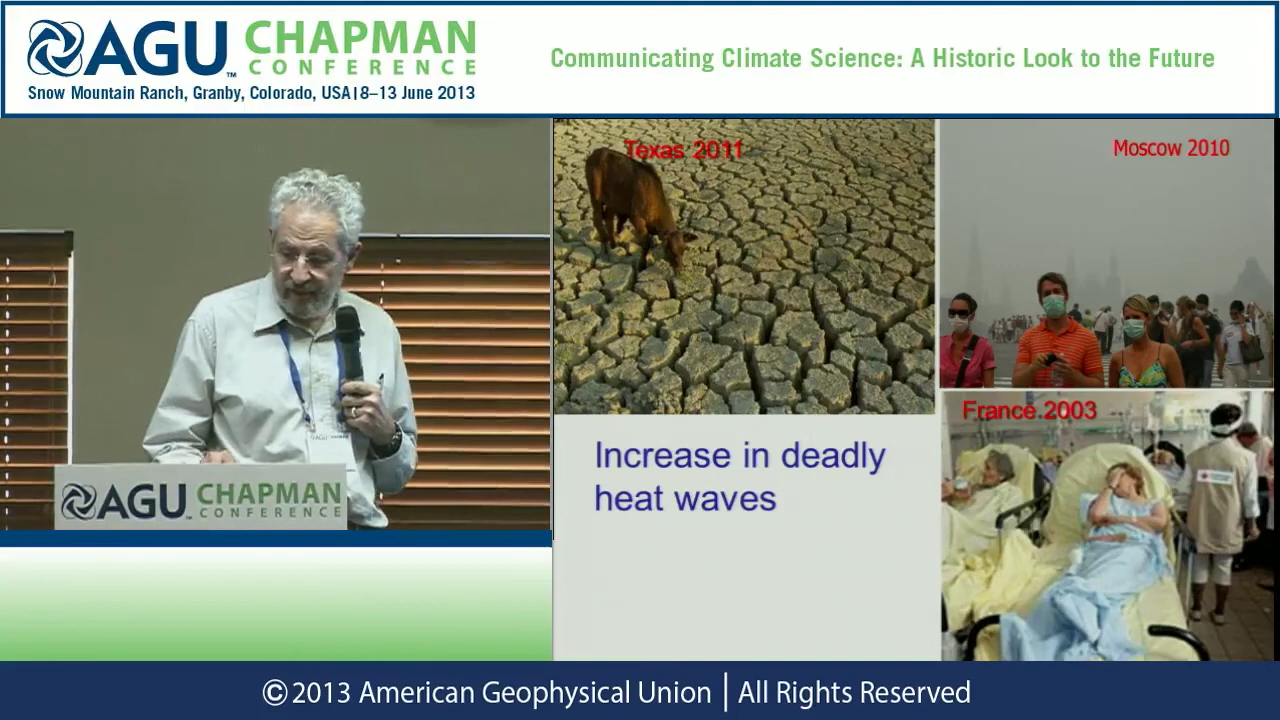 AGU CHAPMAN
™ CONFERENCE
Snow Mountain Ranch, Granby, Colorado, USA|8–13 June 2013
Communicating Climate Science: A Historic Look to the Future
Texas 2011
Moscow 2010
France 2003
Increase in deadly
heat waves
AGU CHAPMAN
CONFERENCE
AGU
©2013 American Geophysical Union | All Rights Reserved